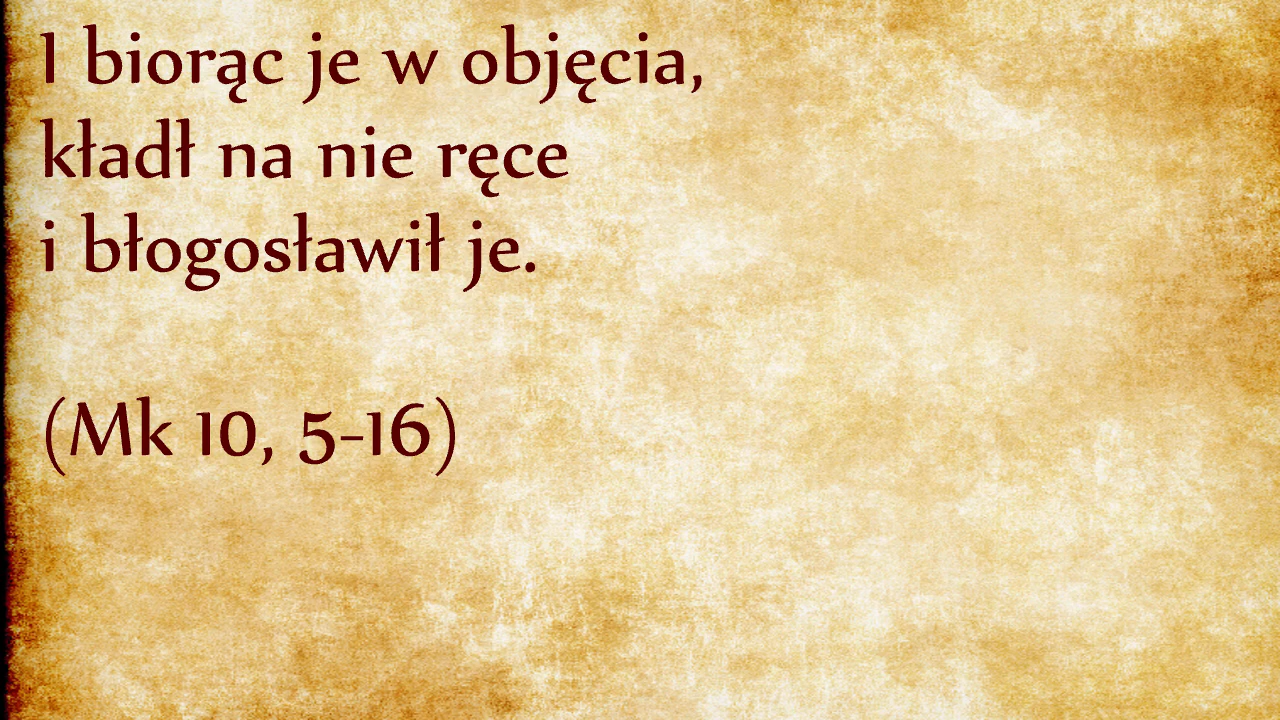 I biorąc je w objęcia,
kładł na nie ręce
i błogosławił je.
(Mk 10, 5-16)